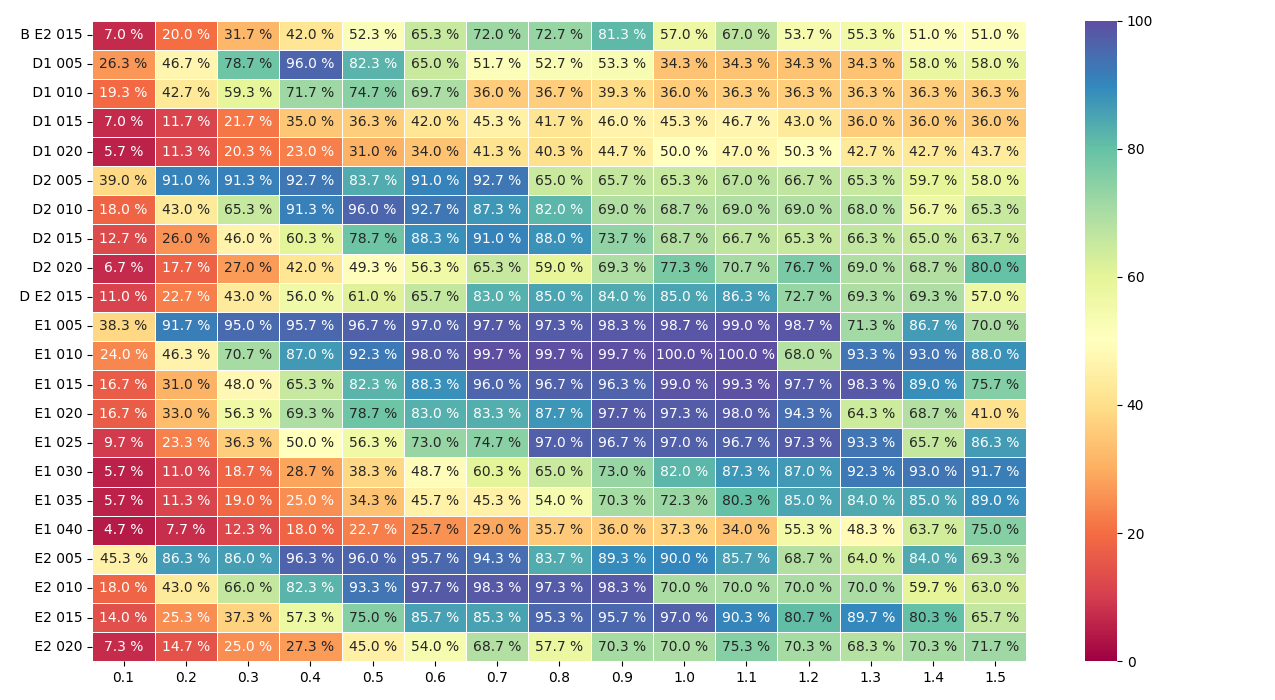 B E2 015 7.0 % 20.0 % 31.7 % 42.0 % 52.3 % 65.3 % 72.0 % 72.7 % 81.3 % 57.0 % 67.0 % 53.7 % 55.3 % 51.0 % 51.0 %
D1 005 26.3 % 46.7 % 78.7 % 96.0 % 82.3 % 65.0 % 51.7 % 52.7 % 53.3 % 34.3 % 34.3 % 34.3 % 34.3 % 58.0 % 58.0 %
D1 010 19.3 % 42.7 % 59.3 % 71.7 % 74.7 % 69.7 % 36.0 % 36.7 % 39.3 % 36.0 % 36.3 % 36.3 % 36.3 % 36.3 % 36.3 %
D1 015 7.0 % 11.7 % 21.7 % 35.0 % 36.3 % 42.0 % 45.3 % 41.7 % 46.0 % 45.3 % 46.7 % 43.0 % 36.0 % 36.0 % 36.0 %
D1 020 5.7 % 11.3 % 20.3 % 23.0 % 31.0 % 34.0 % 41.3 % 40.3 % 44.7 % 50.0 % 47.0 % 50.3 % 42.7 % 42.7 % 43.7 %
D2 005 39.0 % 91.0 % 91.3 % 92.7 % 83.7 % 91.0 % 92.7 % 65.0 % 65.7 % 65.3 % 67.0 % 66.7 % 65.3 % 59.7 % 58.0 %
D2 010 18.0 % 43.0 % 65.3 % 91.3 % 96.0 % 92.7 % 87.3 % 82.0 % 69.0 % 68.7 % 69.0 % 69.0 % 68.0 % 56.7 % 65.3 %
D2 015 12.7 % 26.0 % 46.0 % 60.3 % 78.7 % 88.3 % 91.0 % 88.0 % 73.7 % 68.7 % 66.7 % 65.3 % 66.3 % 65.0 % 63.7 %
D2 020 6.7 % 17.7 % 27.0 % 42.0 % 49.3 % 56.3 % 65.3 % 59.0 % 69.3 % 77.3 % 70.7 % 76.7 % 69.0 % 68.7 % 80.0 %
D E2 015 11.0 % 22.7 % 43.0 % 56.0 % 61.0 % 65.7 % 83.0 % 85.0 % 84.0 % 85.0 % 86.3 % 72.7 % 69.3 % 69.3 % 57.0 %
E1 005 38.3 % 91.7 % 95.0 % 95.7 % 96.7 % 97.0 % 97.7 % 97.3 % 98.3 % 98.7 % 99.0 % 98.7 % 71.3 % 86.7 % 70.0 %
E1 010 24.0 % 46.3 % 70.7 % 87.0 % 92.3 % 98.0 % 99.7 % 99.7 % 99.7 % 100.0 % 100.0 % 68.0 % 93.3 % 93.0 % 88.0 %
E1 015 16.7 % 31.0 % 48.0 % 65.3 % 82.3 % 88.3 % 96.0 % 96.7 % 96.3 % 99.0 % 99.3 % 97.7 % 98.3 % 89.0 % 75.7 %
E1 020 16.7 % 33.0 % 56.3 % 69.3 % 78.7 % 83.0 % 83.3 % 87.7 % 97.7 % 97.3 % 98.0 % 94.3 % 64.3 % 68.7 % 41.0 %
E1 025 9.7 % 23.3 % 36.3 % 50.0 % 56.3 % 73.0 % 74.7 % 97.0 % 96.7 % 97.0 % 96.7 % 97.3 % 93.3 % 65.7 % 86.3 %
E1 030 5.7 % 11.0 % 18.7 % 28.7 % 38.3 % 48.7 % 60.3 % 65.0 % 73.0 % 82.0 % 87.3 % 87.0 % 92.3 % 93.0 % 91.7 %
E1 035 5.7 % 11.3 % 19.0 % 25.0 % 34.3 % 45.7 % 45.3 % 54.0 % 70.3 % 72.3 % 80.3 % 85.0 % 84.0 % 85.0 % 89.0 %
E1 040 4.7 % 7.7 % 12.3 % 18.0 % 22.7 % 25.7 % 29.0 % 35.7 % 36.0 % 37.3 % 34.0 % 55.3 % 48.3 % 63.7 % 75.0 %
E2 005 45.3 % 86.3 % 86.0 % 96.3 % 96.0 % 95.7 % 94.3 % 83.7 % 89.3 % 90.0 % 85.7 % 68.7 % 64.0 % 84.0 % 69.3 %
E2 010 18.0 % 43.0 % 66.0 % 82.3 % 93.3 % 97.7 % 98.3 % 97.3 % 98.3 % 70.0 % 70.0 % 70.0 % 70.0 % 59.7 % 63.0 %
E2 015 14.0 % 25.3 % 37.3 % 57.3 % 75.0 % 85.7 % 85.3 % 95.3 % 95.7 % 97.0 % 90.3 % 80.7 % 89.7 % 80.3 % 65.7 %
E2 020 7.3 % 14.7 % 25.0 % 27.3 % 45.0 % 54.0 % 68.7 % 57.7 % 70.3 % 70.0 % 75.3 % 70.3 % 68.3 % 70.3 % 71.7 %
0.1 0.2 0.3 0.4 0.5 0.6 0.7 0.8 0.9 1.0 1.1 1.2 1.3 1.4 1.5
100
80
60
40
20
0